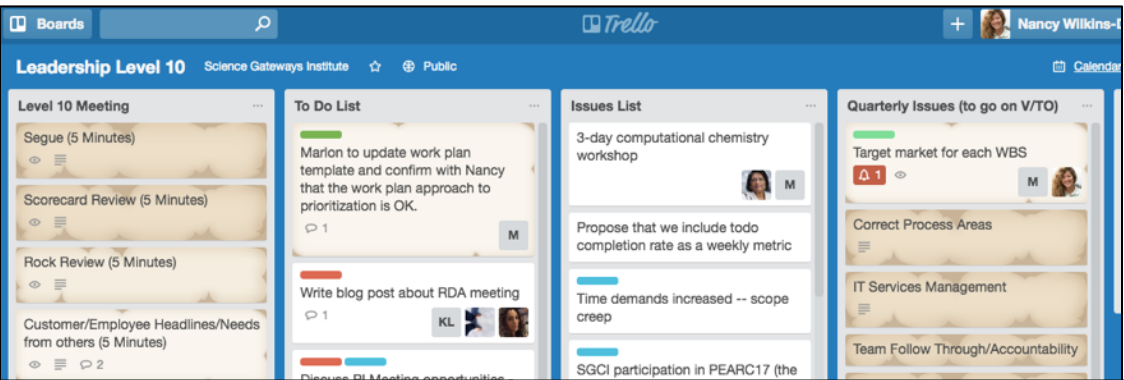 Boards
Trello
+
Nancy Wilkins-D
Leadership Level 10
Science Gateways Institute
Public
Calendar
Level 10 Meeting
Segue (5 Minutes)
Scorecard Review (5 Minutes)
Rock Review (5 Minutes)
Customer/Employee Headlines/Needs
from others (5 Minutes)
2
To Do List
Marlon to update work plan
template and confirm with Nancy
that the work plan approach to
prioritization is OK.
1
M
Write blog post about RDA meeting
1
KL
Discuss PI Meeting opportunities -
Issues List
3-day computational chemistry
workshop
M
Propose that we include todo
completion rate as a weekly metric
Time demands increased -- scope
creep
SGCI participation in PEARC17 (the
Quarterly Issues (to go on V/TO)
Target market for each WBS
1
M
Correct Process Areas
IT Services Management
Team Follow Through/Accountability